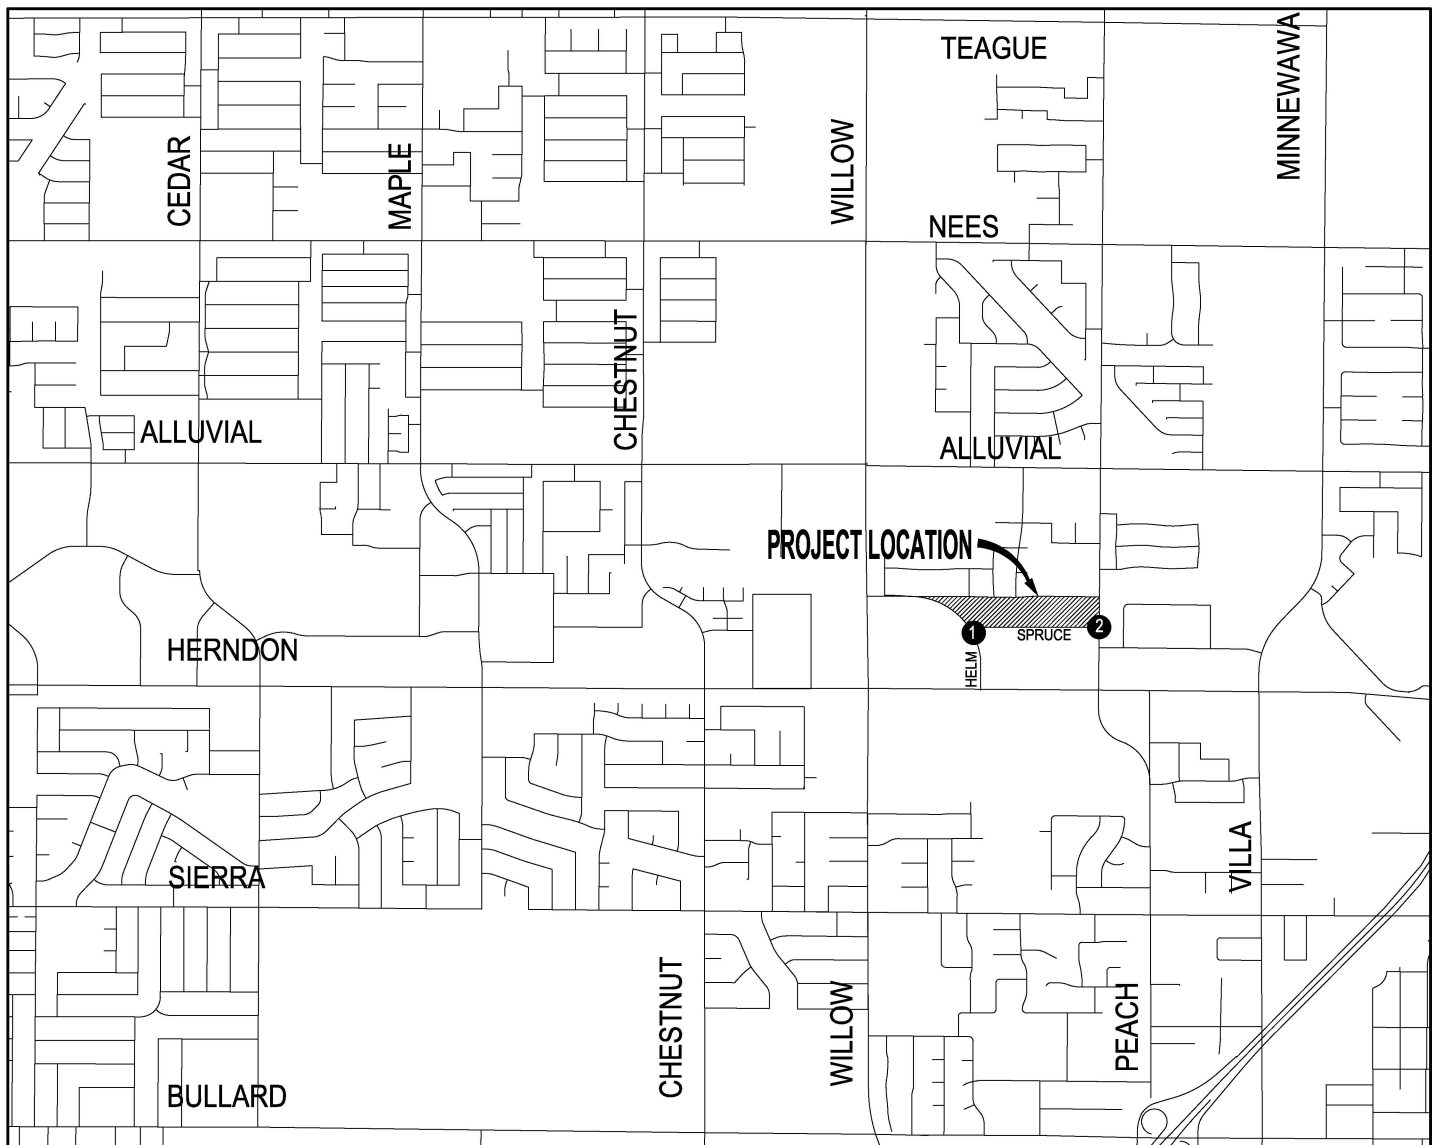 TEAGUE
MINNEWAWA
CEDAR
MAPLE
WILLOW
NEES
CHESTNUT
ALLUVIAL
ALLUVIAL
PROJECT LOCATION
1
SPRUCE
2
HERNDON
HELM
SIERRA
VILLA
CHESTNUT
WILLOW
PEACH
BULLARD